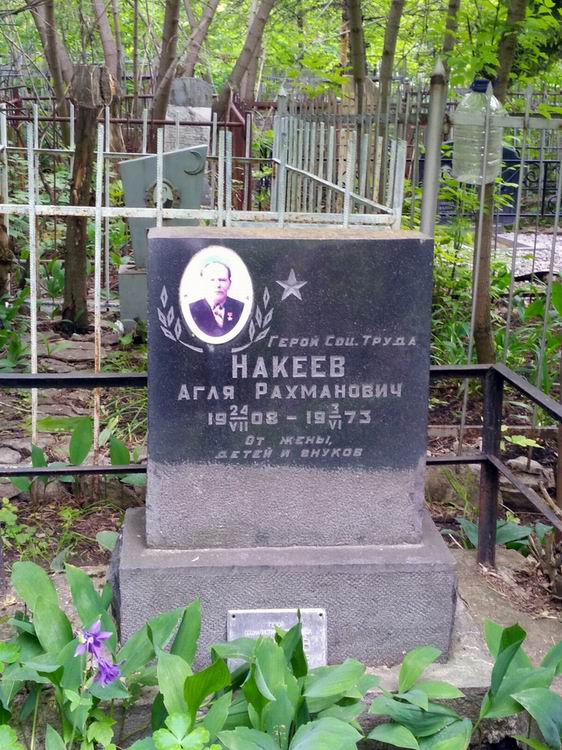 Герой Соц. Труда
НАКЕЕВ
Агля Рахманович
19 24/VII 08 – 19 3/VI 73
От жены,
детей и внуков